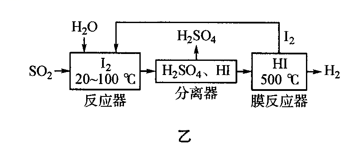 H₂O
H₂SO₄
I₂
SO₂
I₂
20~100 ℃
H₂SO₄、HI
HI
500 ℃
H₂
反应器
分离器
膜反应器
乙